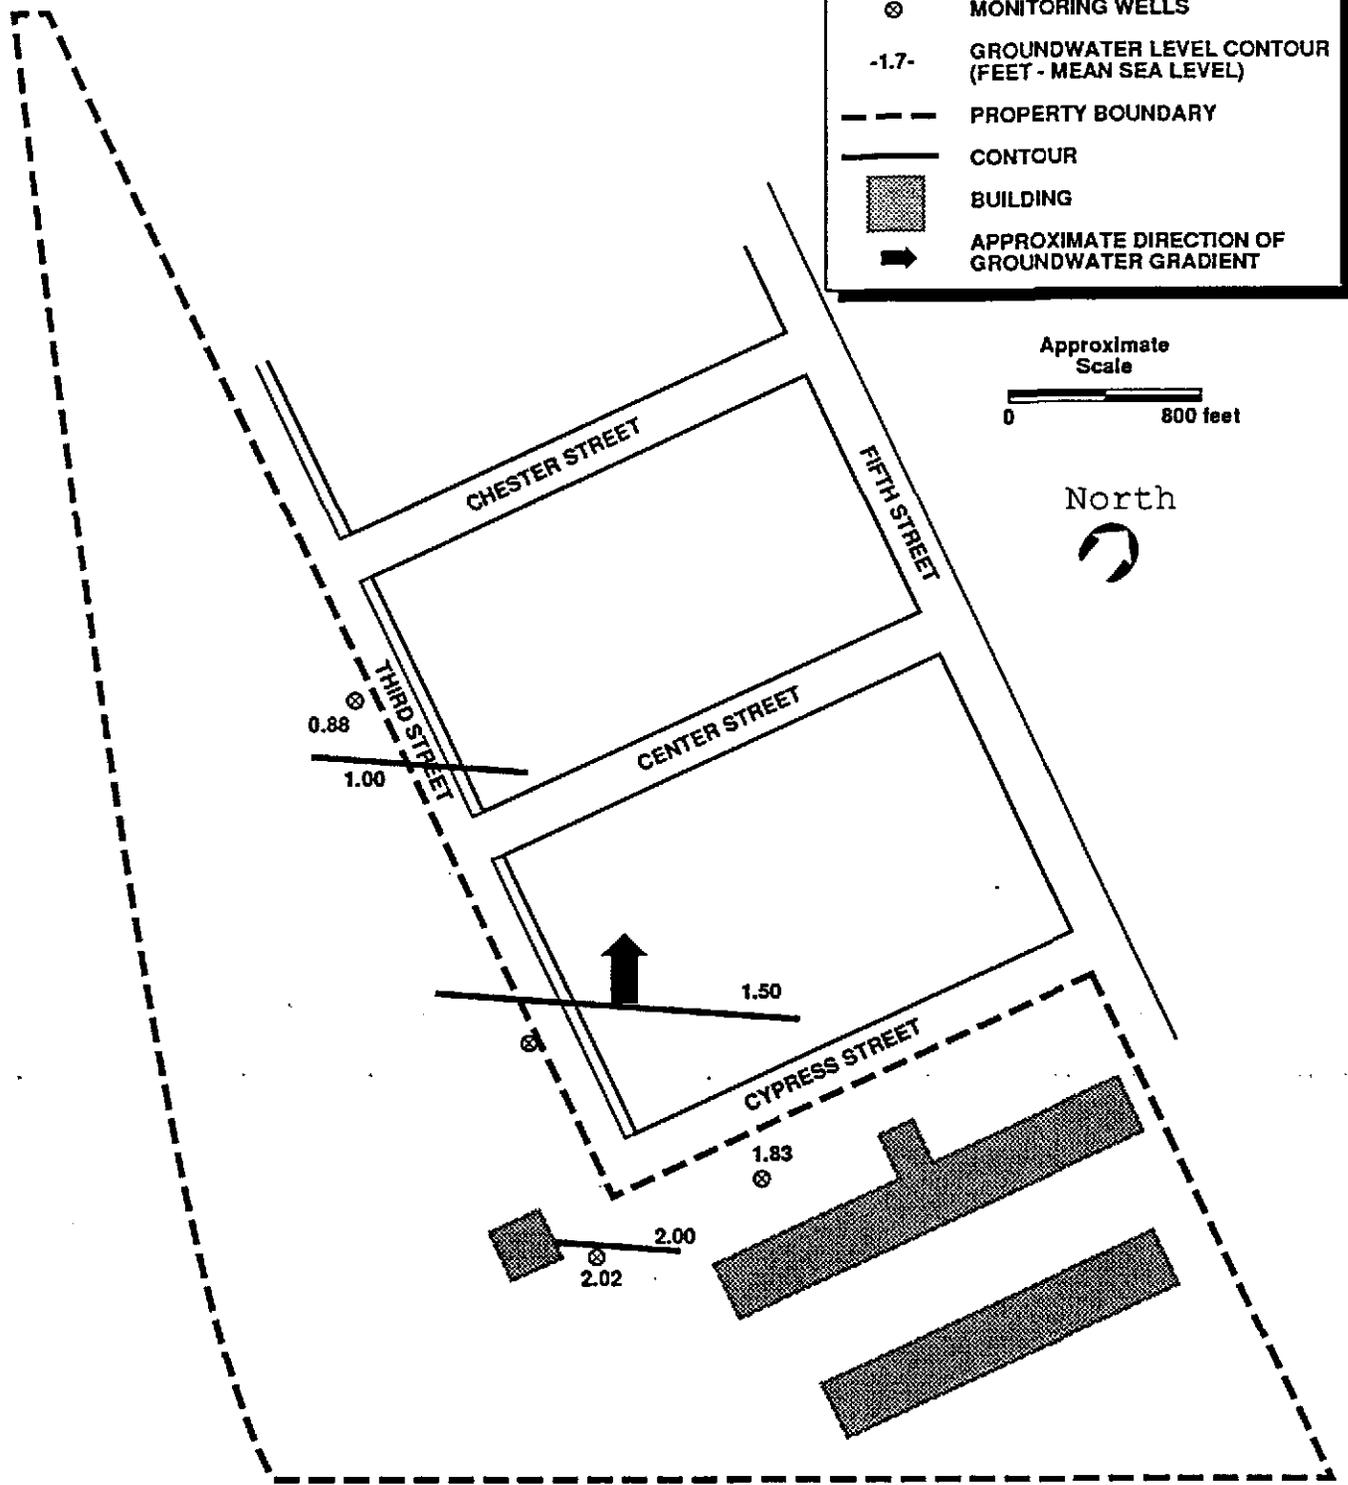 MONITORING WELLS
-1.7-
GROUNDWATER LEVEL CONTOUR
(FEET - MEAN SEA LEVEL)
PROPERTY BOUNDARY
CONTOUR
BUILDING
APPROXIMATE DIRECTION OF
GROUNDWATER GRADIENT
Approximate
Scale
0
800 feet
North
CHESTER STREET
FIFTH STREET
THIRD STREET
CENTER STREET
0.88
1.00
1.50
CYPRESS STREET
1.83
2.00
2.02